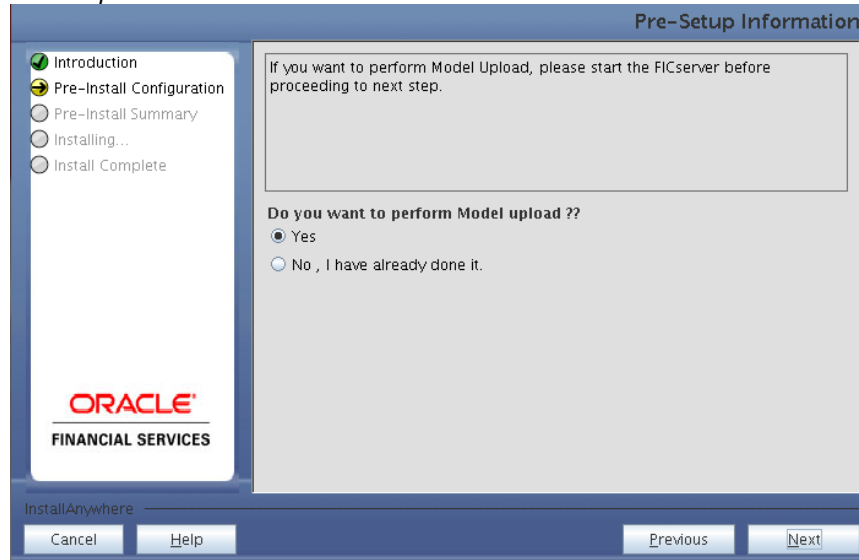 Pre-Setup Information
Introduction
Pre-Install Configuration
Pre-Install Summary
Installing...
Install Complete
If you want to perform Model Upload, please start the FICserver before
proceeding to next step.
Do you want to perform Model upload ??
Yes
No , I have already done it.
ORACLE
FINANCIAL SERVICES
InstallAnywhere
Cancel
Help
Previous
Next